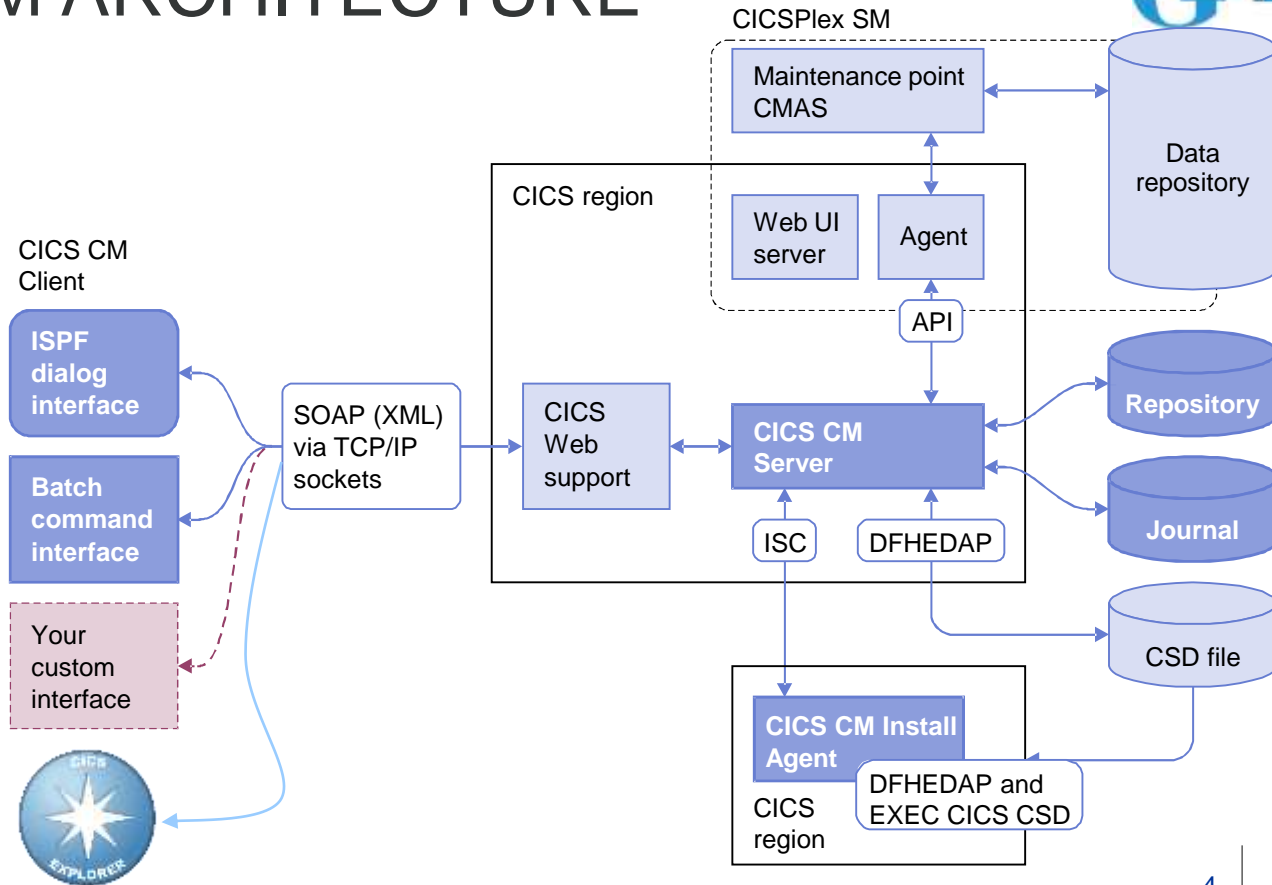 M ARCHITECTURE
CICSPlex SM
G
Maintenance point
CMAS
Data
repository
CICS region
Web UI
server
Agent
API
CICS CM
Client
ISPF
dialog
interface
Batch
command
interface
Your
custom
interface
CICS
EXPLORER
SOAP (XML)
via TCP/IP
sockets
CICS
Web
support
CICS CM
Server
Repository
Journal
ISC
DFHEDAP
CSD file
CICS CM Install
Agent
DFHEDAP and
EXEC CICS CSD
CICS
region
4